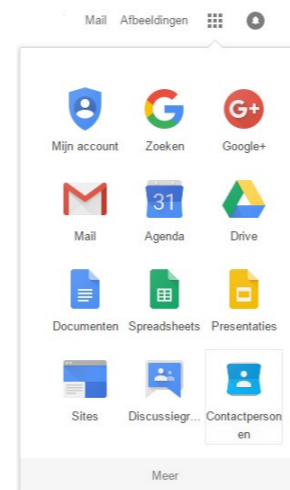 Mail Afbeeldingen
Mijn account Zoeken Google+
G+
31
Mail Agenda Drive
Documenten Spreadsheets Presentaties
Sites Discussiegr... Contactperson
en
Meer